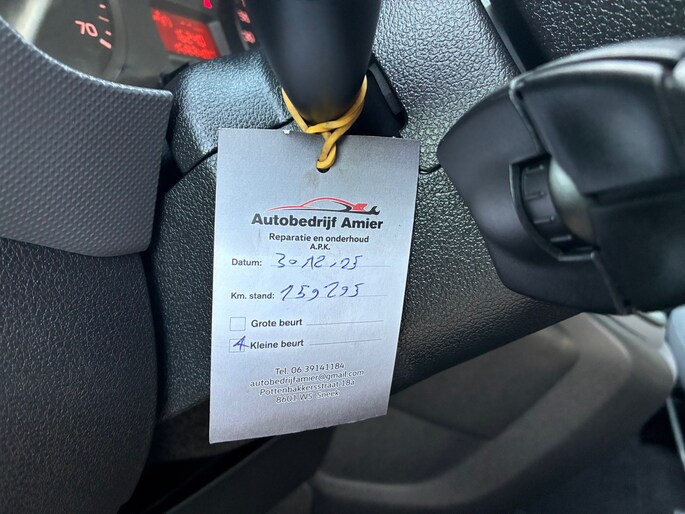 70
Autobedrijf Amier
Reparatie en onderhoud
A.P.K.
Datum: 30 12.25
Km. stand: 159295
Grote beurt
Kleine beurt
Tel. 06 39141184
autobedrijfamier@gmail.com
Pottenbakkersstraat 18a
8601 WS Sneek